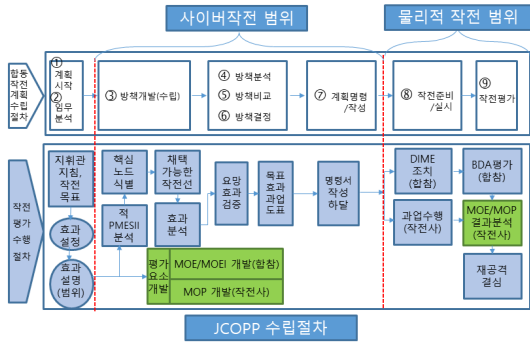 사이버작전 범위
물리적 작전 범위
합동
작전
계획
수립
절차
①
계획
시작
②
임무
분석
③ 방책개발(수립)
④ 방책분석
⑤ 방책비교
⑥ 방책결정
⑦ 계획명령
/작성
⑧ 작전준비
/실시
⑨
작전평가
작전
평가
수행
절차
지휘관
지침, 작전
목표
효과
설정
효과
설명
(범위)
핵심
노드
식별
적
PMESII
분석
채택
가능한
작전선
효과
분석
요망
효과
검증
목표
효과
과업
도표
명령서
작성
하달
DIME
조치
(합참)
과업수행
(작전사)
BDA평가
(합참)
MOE/MOP
결과분석
(작전사)
재공격
결심
평가
요소
개발
MOE/MOEI 개발(합참)
MOP 개발(작전사)
JCOPP 수립절차